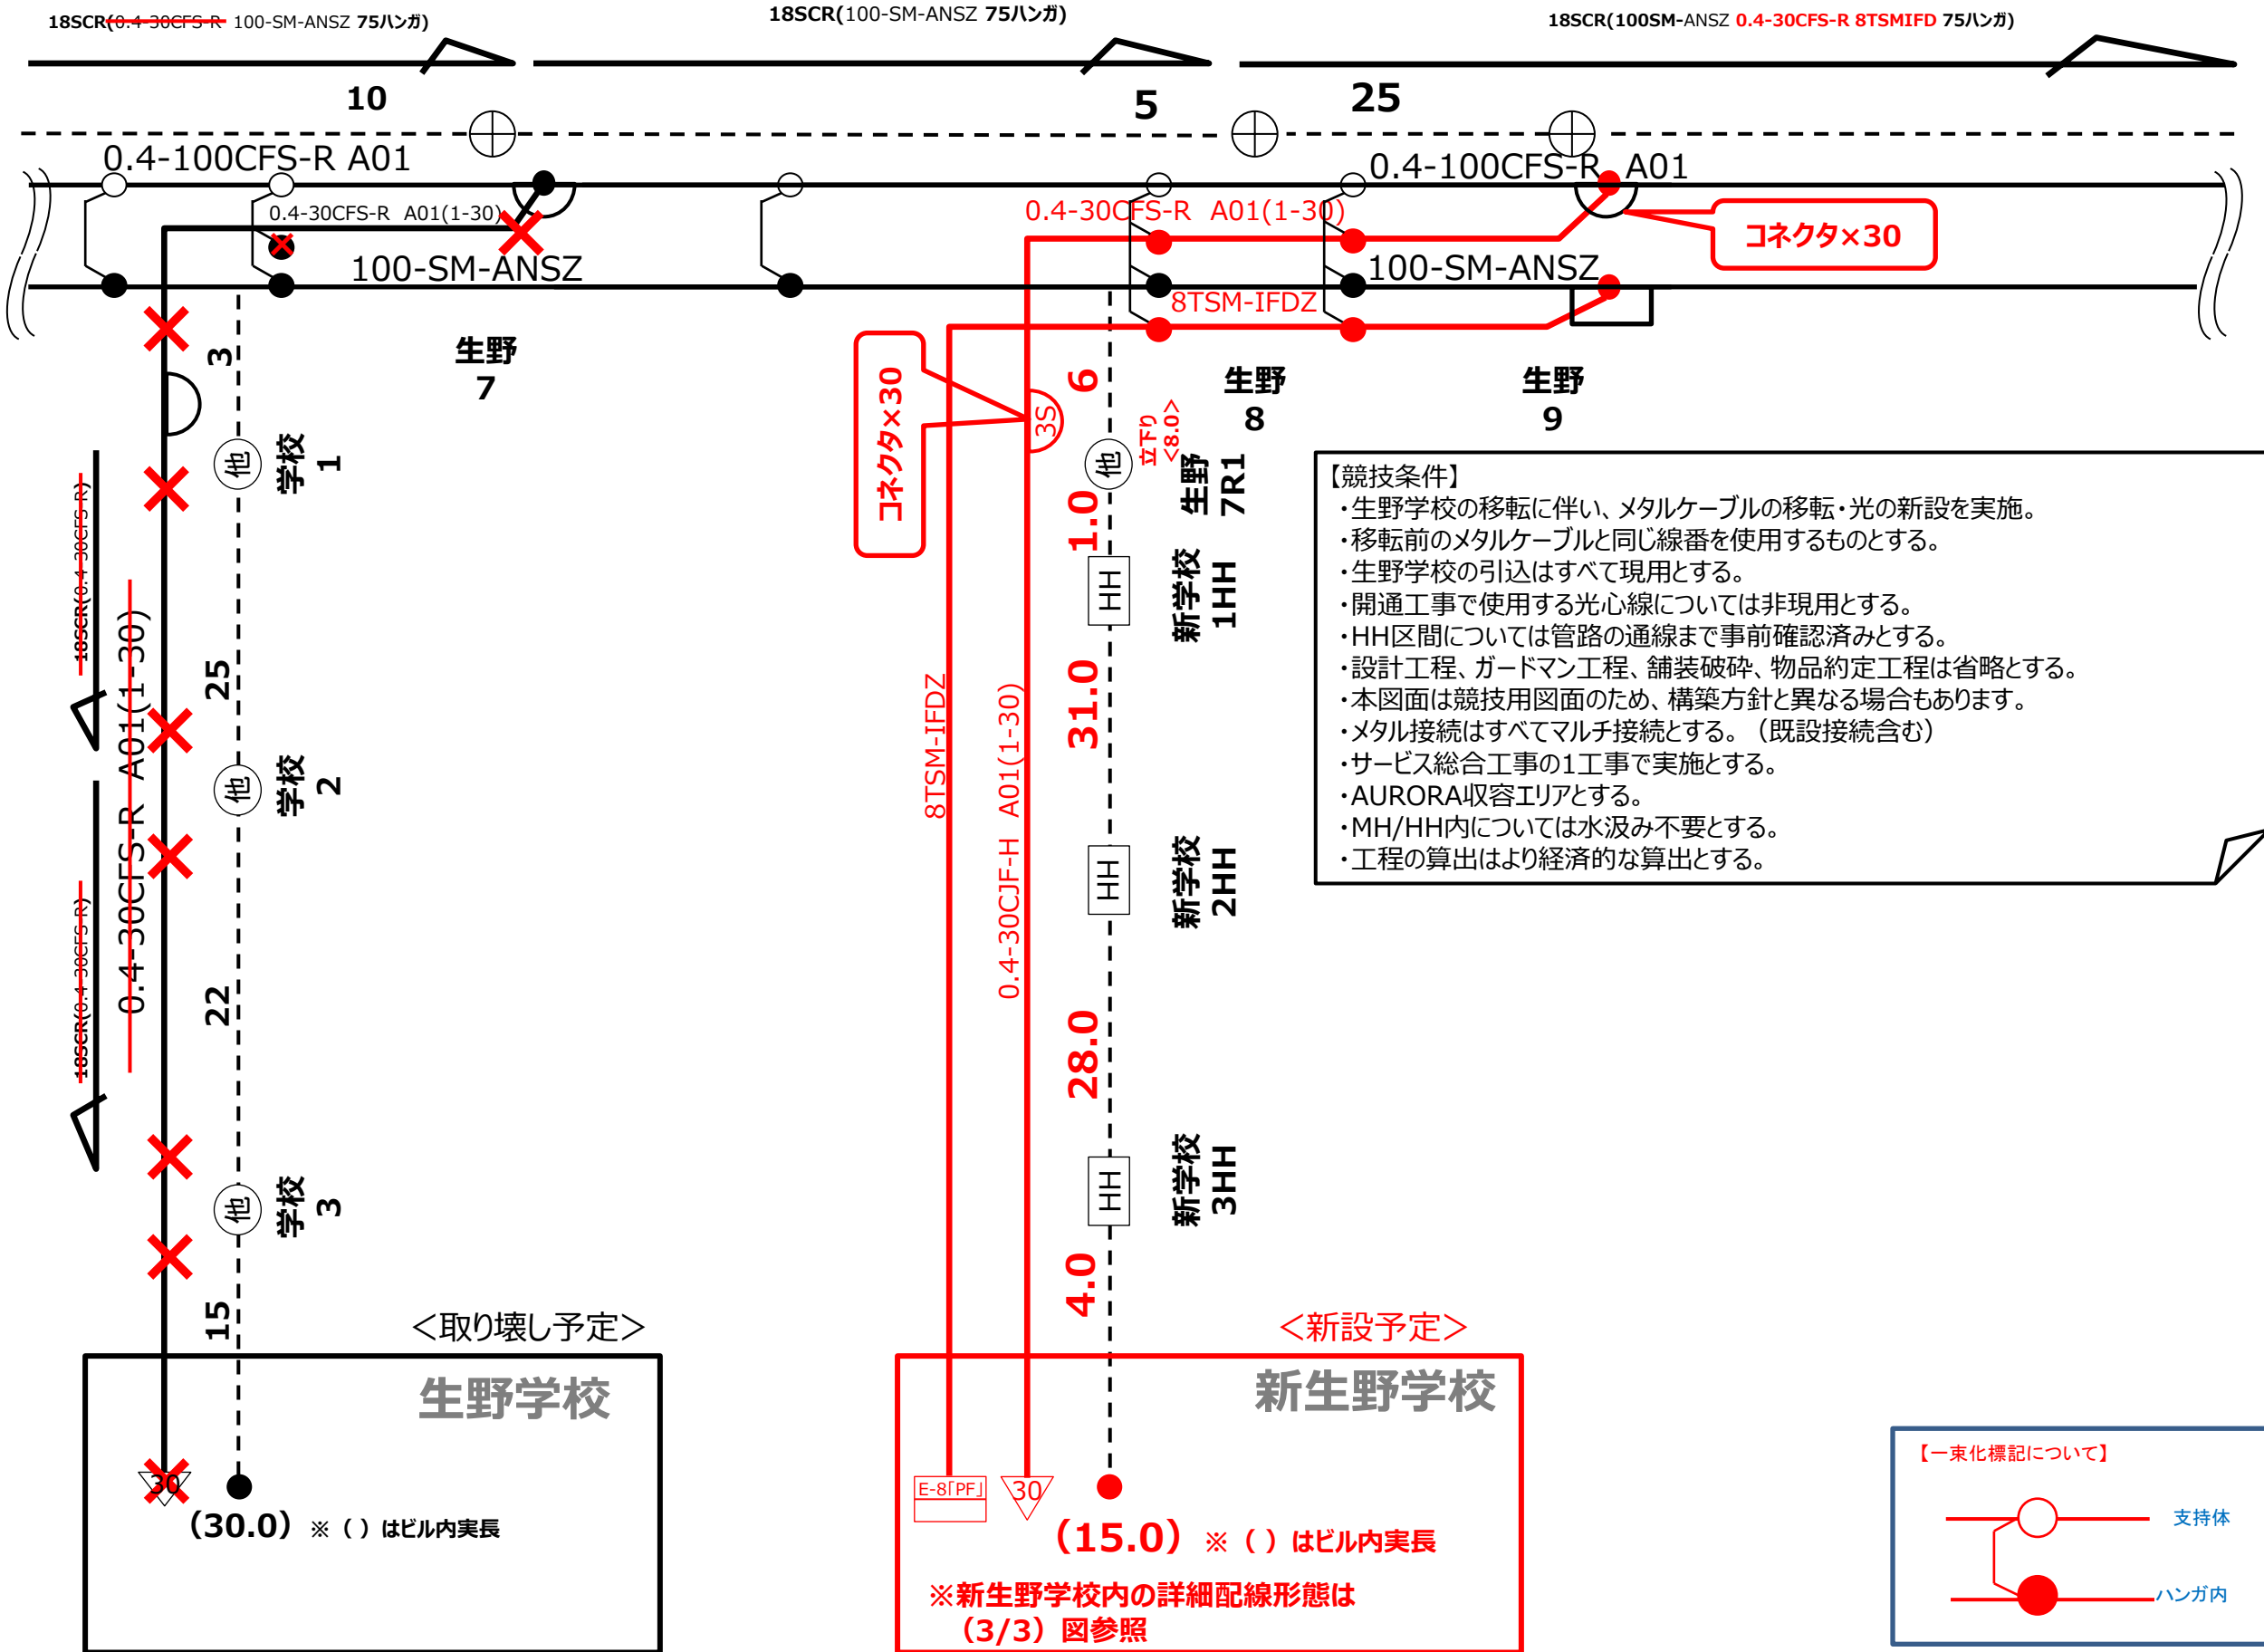 18SCR(0.4-30CFS-R 100-SM-ANSZ 75ハンガ)
18SCR(100-SM-ANSZ 75ハンガ)
18SCR(100SM-ANSZ 0.4-30CFS-R 8TSMIFD 75ハンガ)
10
5
25
0.4-100CFS-R A01
0.4-100CFS-R A01
0.4-30CFS-R A01(1-30)
0.4-30CFS-R A01(1-30)
コネクタ×30
100-SM-ANSZ
100-SM-ANSZ
8TSM-IFDZ
生野
7
生野
8
生野
9
3
他
学校
1
18SCR(0.4-30CFS-R)
0.4-30CFS-R A01(1-30)
25
他
学校
2
18SCR(0.4-30CFS-R)
22
他
学校
3
15
コネクタ×30
3S
6
立下り
<8.0>
他
生野
7R1
1.0
HH
新学校
1HH
31.0
8TSM-IFDZ
0.4-30CJF-H A01(1-30)
HH
新学校
2HH
28.0
HH
新学校
3HH
4.0
【競技条件】
・生野学校の移転に伴い、メタルケーブルの移転・光の新設を実施。
・移転前のメタルケーブルと同じ線番を使用するものとする。
・生野学校の引込はすべて現用とする。
・開通工事で使用する光心線については非現用とする。
・HH区間については管路の通線まで事前確認済みとする。
・設計工程、ガードマン工程、舗装破砕、物品約定工程は省略とする。
・本図面は競技用図面のため、構築方針と異なる場合もあります。
・メタル接続はすべてマルチ接続とする。（既設接続含む）
・サービス総合工事の1工事で実施とする。
・AURORA収容エリアとする。
・MH/HH内については水汲み不要とする。
・工程の算出はより経済的な算出とする。
＜取り壊し予定＞
生野学校
30
（30.0）※（ ）はビル内実長
＜新設予定＞
新生野学校
E-8「PF」
30
（15.0）※（ ）はビル内実長
※新生野学校内の詳細配線形態は
（3/3）図参照
【一束化標記について】
支持体
ハンガ内